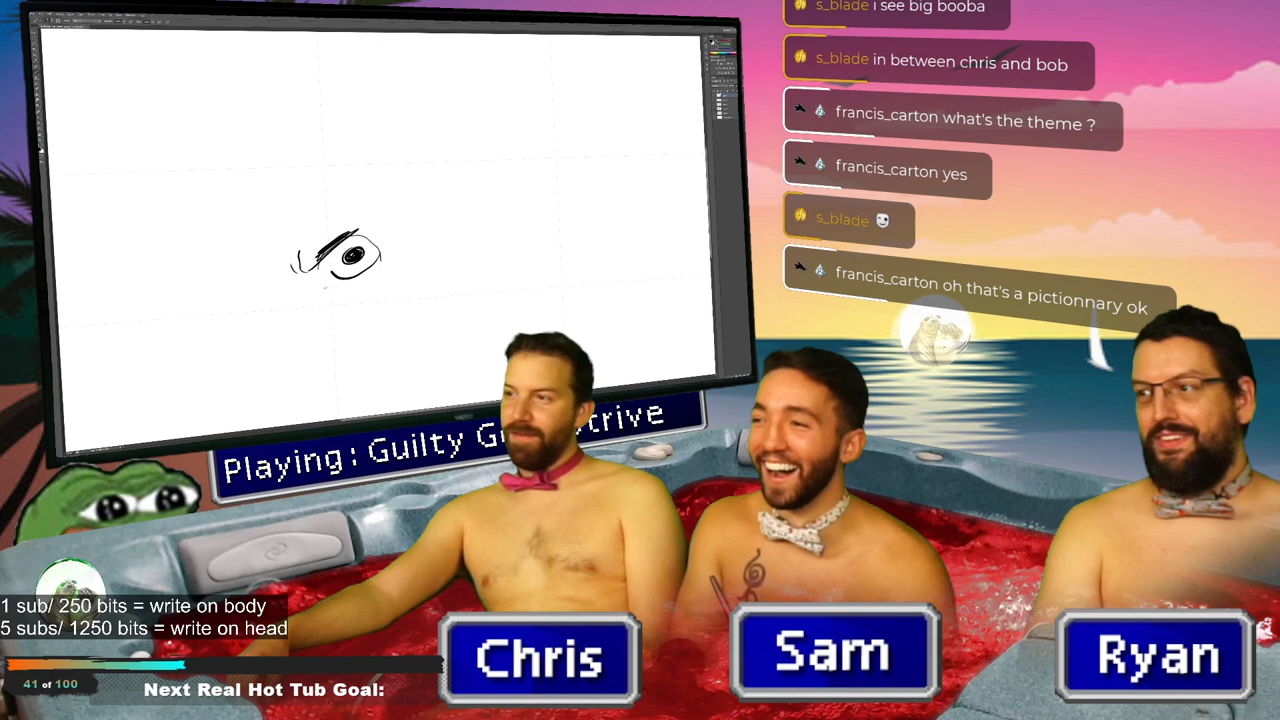 s_blade i see big booba
s_blade in between chris and bob
francis_carton what's the theme ?
francis_carton yes
s_blade
francis_carton oh that's a pictionnary ok
Playing : Guilty G
trive
1 sub/ 250 bits = write on body
5 subs/ 1250 bits = write on head
41 of 100
Next Real Hot Tub Goal:
Chris
Sam
Ryan